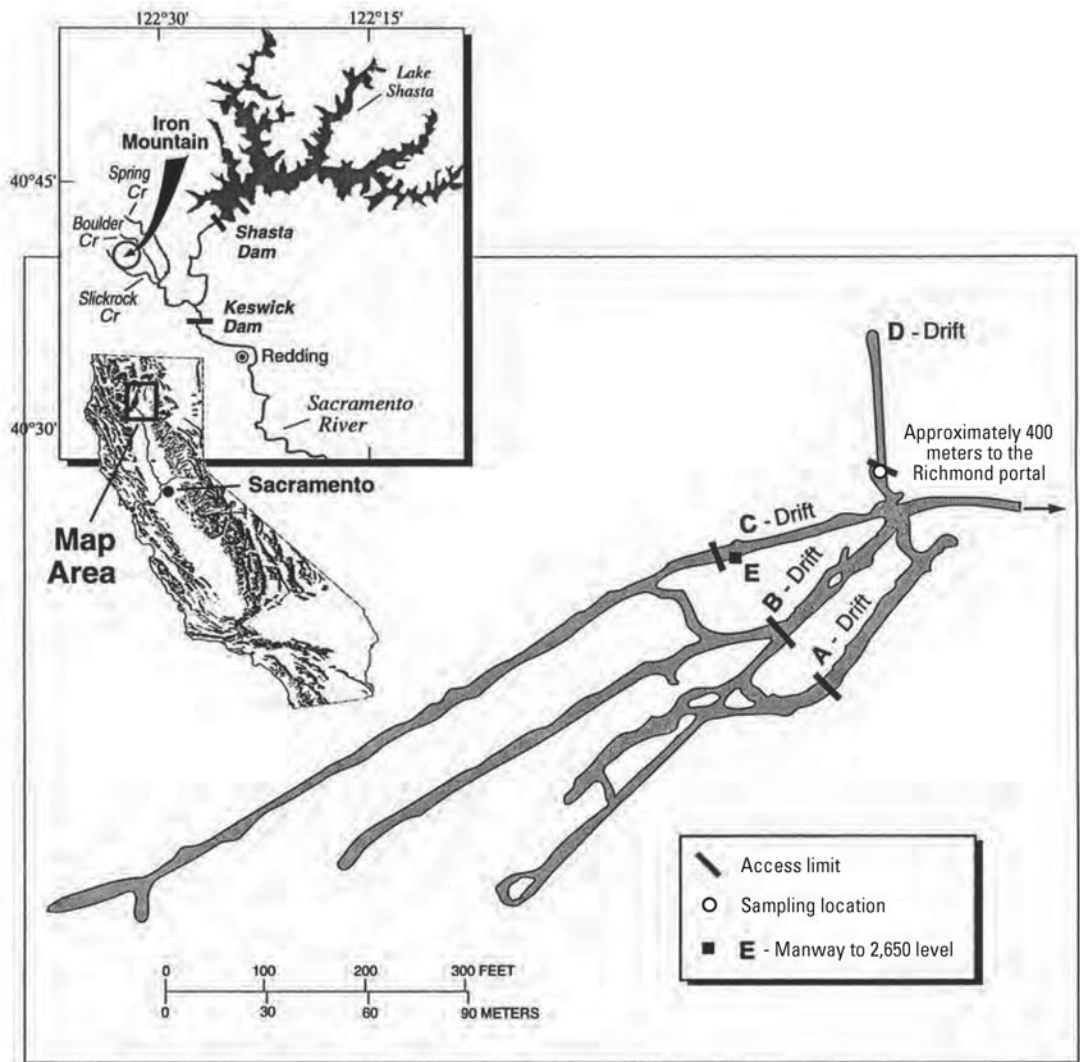 122°30'
122°15'
Lake
Shasta
Iron
Mountain
Spring
Cr
40°45'
Boulder
Cr
Shasta
Dam
Slickrock
Cr
Keswick
Dam
Redding
Sacramento
River
40°30'
Sacramento
Map
Area
D - Drift
Approximately 400
meters to the
Richmond portal
C - Drift
E
B - Drift
A - Drift
Access limit
Sampling location
E - Manway to 2,650 level
0 100 200 300 FEET
0 30 60 90 METERS